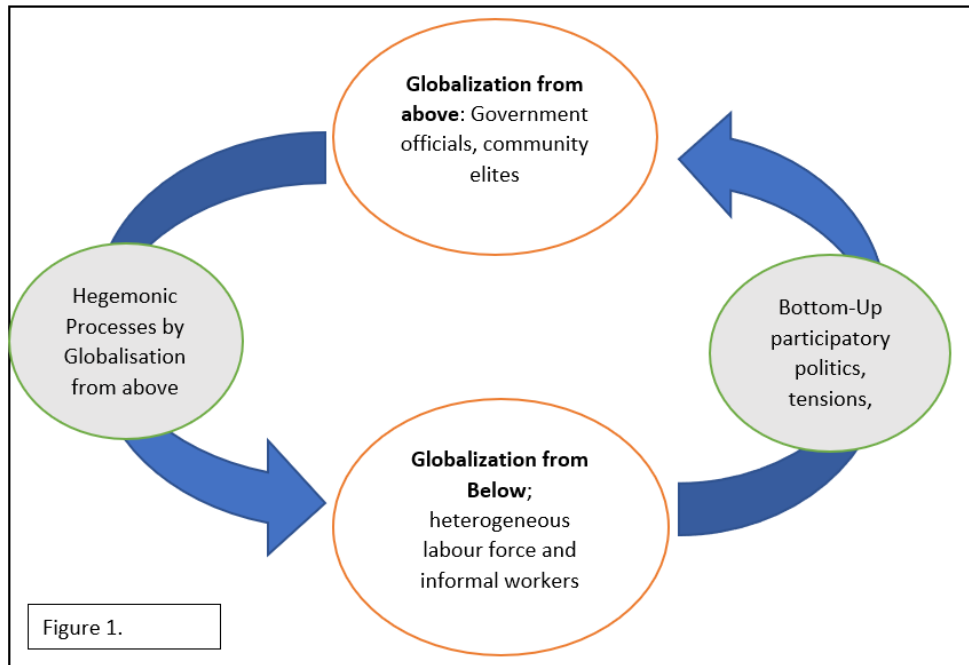 Globalization from
above: Government
officials, community
elites
Hegemonic
Processes by
Globalisation
from above
Bottom-Up
participatory
politics,
tensions,
Globalization from
Below;
heterogeneous
labour force and
informal workers
Figure 1.